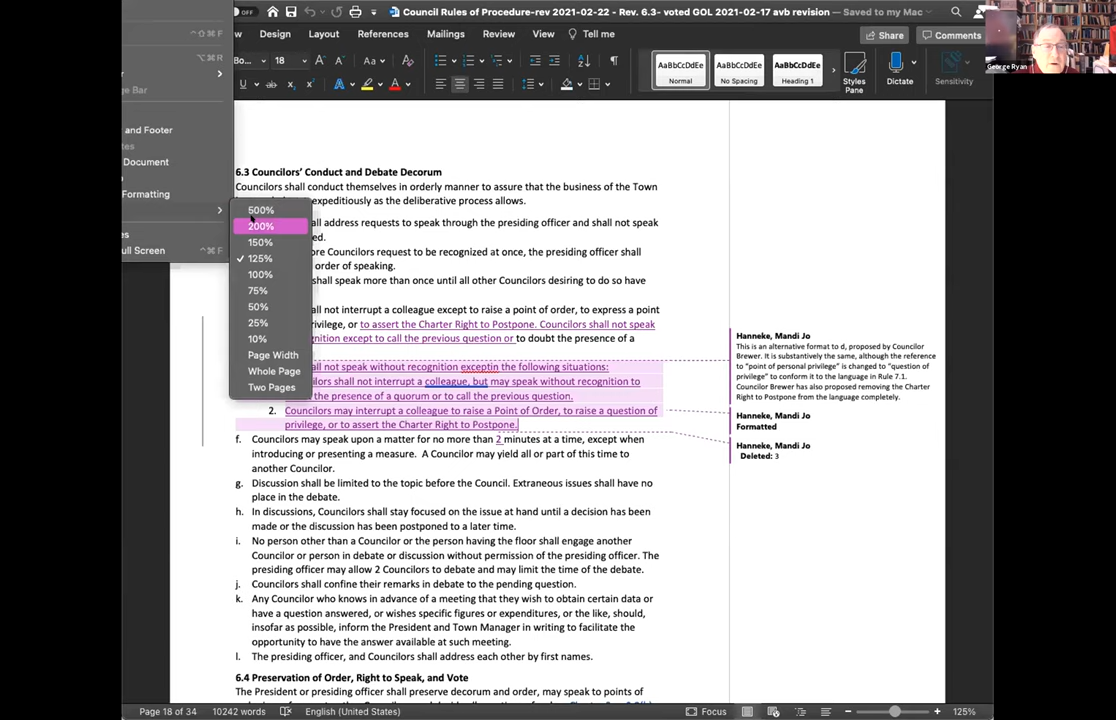 Council Rules of Procedure-rev 2021-02-22 - Rev. 6.3- voted GOL 2021-02-17 avb revision — Saved to my Mac
OFF
Design Layout References Mailings Review View Tell me
Share Comments
George Ryan
Bo... 18 Aa
AaBbCcDdEe AaBbCcDdEe AaBbCcDc
Normal No Spacing Heading 1
Styles Pane Dictate Sensitivity
⇧⌘F
⌥⌘R
ge Bar
and Footer
tes
Document
Formatting
es
ull Screen ^⌘F
500%
200%
150%
✓ 125%
100%
75%
50%
25%
10%
Page Width
Whole Page
Two Pages
6.3 Councilors' Conduct and Debate Decorum
Councilors shall conduct themselves in orderly manner to assure that the business of the Town
expeditiously as the deliberative process allows.
all address requests to speak through the presiding officer and shall not speak
ed.
ore Councilors request to be recognized at once, the presiding officer shall
order of speaking.
shall speak more than once until all other Councilors desiring to do so have
all not interrupt a colleague except to raise a point of order, to express a point
rivilege, or to assert the Charter Right to Postpone. Councilors shall not speak
gnition except to call the previous question or to doubt the presence of a
all not speak without recognition exceptin the following situations:
ilors shall not interrupt a colleague, but may speak without recognition to
the presence of a quorum or to call the previous question.
2. Councilors may interrupt a colleague to raise a Point of Order, to raise a question of
privilege, or to assert the Charter Right to Postpone.
f. Councilors may speak upon a matter for no more than 2 minutes at a time, except when
introducing or presenting a measure. A Councilor may yield all or part of this time to
another Councilor.
g. Discussion shall be limited to the topic before the Council. Extraneous issues shall have no
place in the debate.
h. In discussions, Councilors shall stay focused on the issue at hand until a decision has been
made or the discussion has been postponed to a later time.
i. No person other than a Councilor or the person having the floor shall engage another
Councilor or person in debate or discussion without permission of the presiding officer. The
presiding officer may allow 2 Councilors to debate and may limit the time of the debate.
j. Councilors shall confine their remarks in debate to the pending question.
k. Any Councilor who knows in advance of a meeting that they wish to obtain certain data or
have a question answered, or wishes specific figures or expenditures, or the like, should,
insofar as possible, inform the President and Town Manager in writing to facilitate the
opportunity to have the answer available at such meeting.
l. The presiding officer, and Councilors shall address each other by first names.
6.4 Preservation of Order, Right to Speak, and Vote
The President or presiding officer shall preserve decorum and order, may speak to points of
Hanneke, Mandi Jo
This is an alternative format to d, proposed by Councilor
Brewer. It is substantively the same, although the reference
to "point of personal privilege" is changed to "question of
privilege" to conform it to the language in Rule 7.1.
Councilor Brewer has also proposed removing the Charter
Right to Postpone from the language completely.
Hanneke, Mandi Jo
Formatted
Hanneke, Mandi Jo
Deleted: 3
Page 18 of 34 10242 words English (United States) Focus 125%